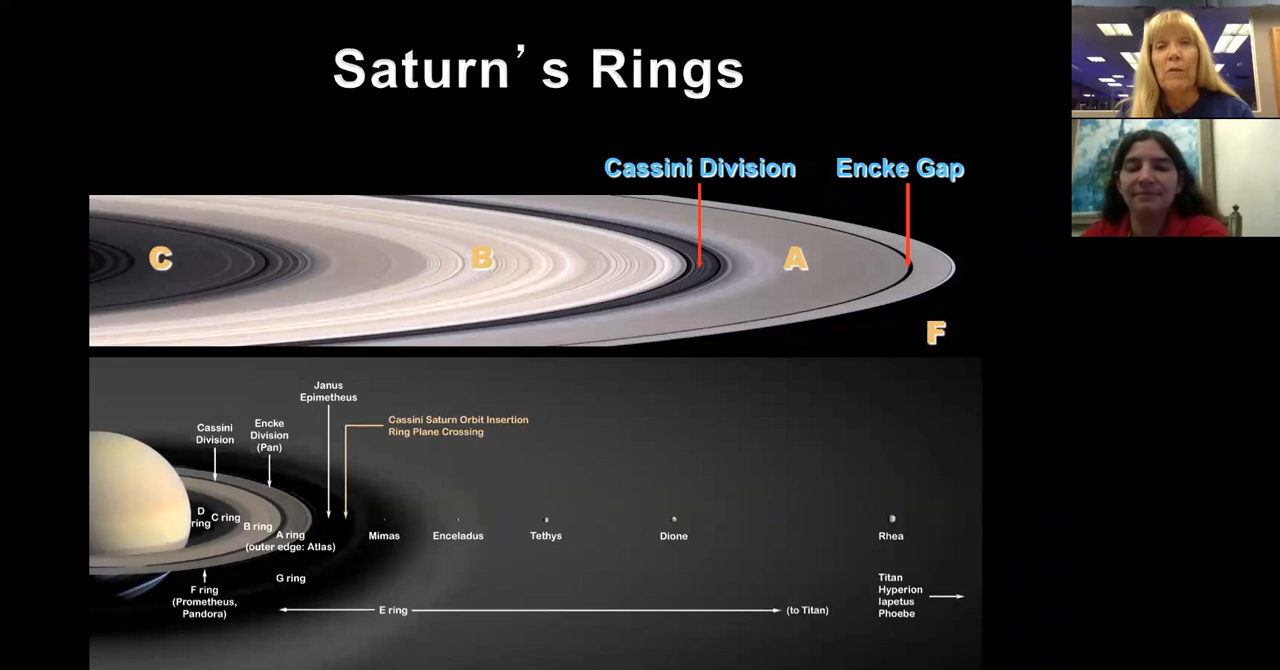 Saturn's Rings
Cassini Division
Encke Gap
C
B
A
F
Janus
Epimetheus
Cassini Saturn Orbit Insertion
Ring Plane Crossing
Cassini
Division
Encke
Division
(Pan)
D
ring
C ring
B ring
A ring
(outer edge: Atlas)
Mimas
Enceladus
Tethys
Dione
Rhea
G ring
F ring
(Prometheus,
Pandora)
E ring
(to Titan)
Titan
Hyperion
Iapetus
Phoebe